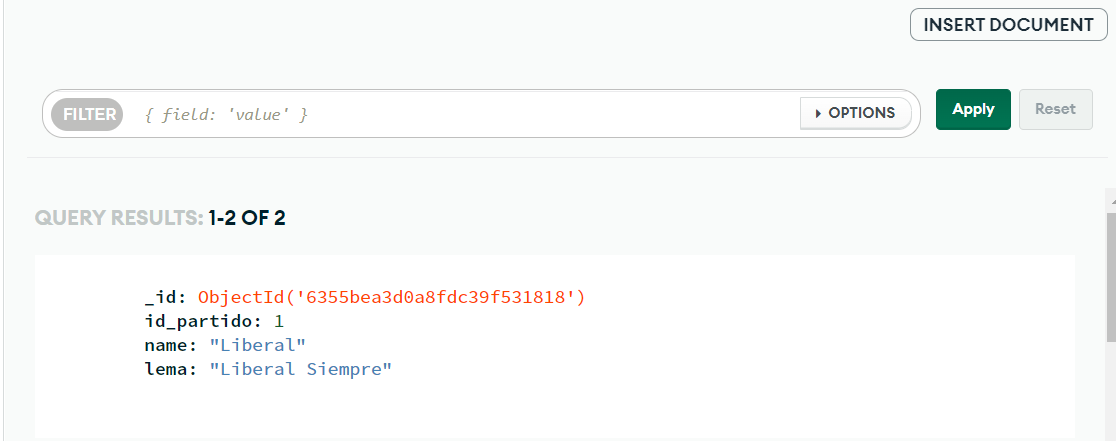 INSERT DOCUMENT
FILTER { field: 'value' } OPTIONS Apply Reset
QUERY RESULTS: 1-2 OF 2
_id: ObjectId('6355bea3d0a8fdc39f531818')
id_partido: 1
name: "Liberal"
lema: "Liberal Siempre"